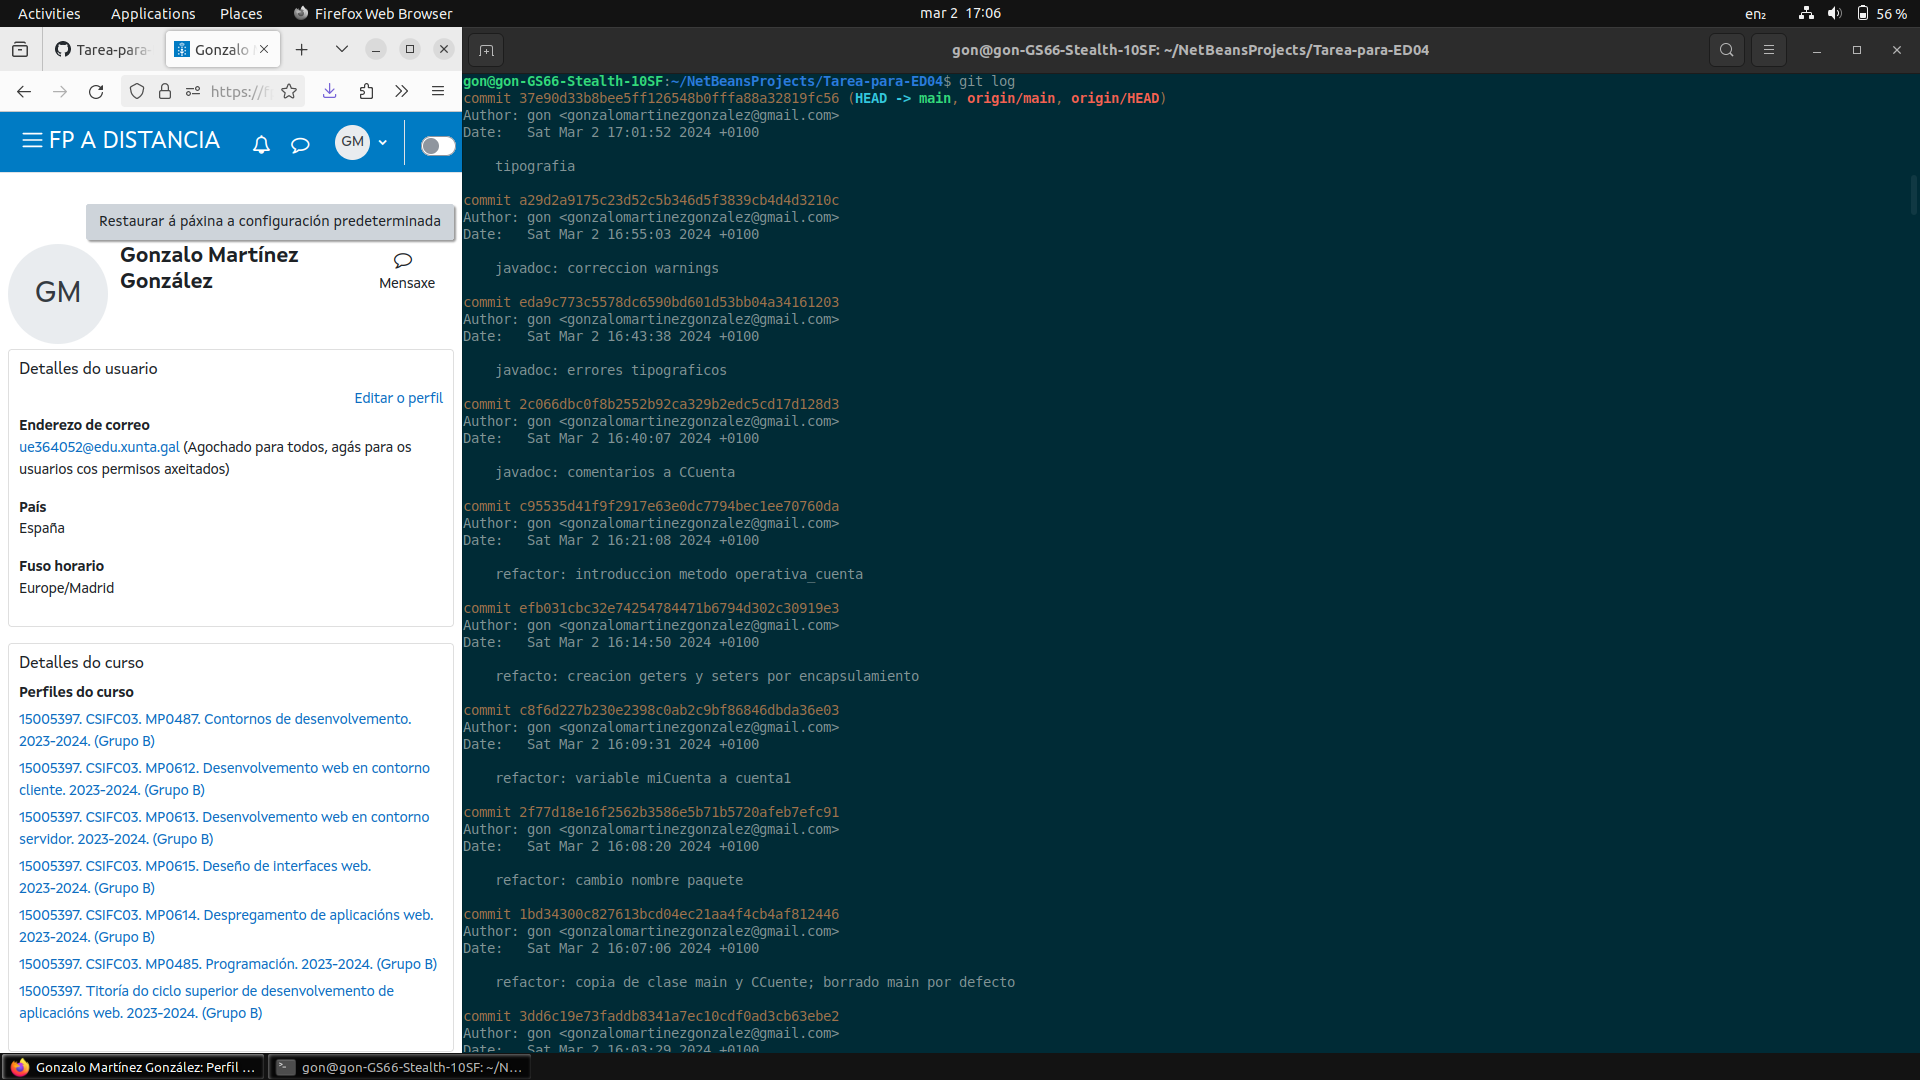 Activities Applications Places Firefox Web Browser mar 2 17:06 en₂ 56 %
Tarea-para- Gonzalo
gon@gon-GS66-Stealth-10SF: ~/NetBeansProjects/Tarea-para-ED04
https://f
FP A DISTANCIA GM
Restaurar á páxina a configuración predeterminada
GM
Gonzalo Martínez
González
Mensaxe
Detalles do usuario
Editar o perfil
Enderezo de correo
ue364052@edu.xunta.gal (Agochado para todos, agás para os
usuarios cos permisos axeitados)
País
España
Fuso horario
Europe/Madrid
Detalles do curso
Perfiles do curso
15005397. CSIFC03. MP0487. Contornos de desenvolvemento.
2023-2024. (Grupo B)
15005397. CSIFC03. MP0612. Desenvolvemento web en contorno
cliente. 2023-2024. (Grupo B)
15005397. CSIFC03. MP0613. Desenvolvemento web en contorno
servidor. 2023-2024. (Grupo B)
15005397. CSIFC03. MP0615. Deseño de interfaces web.
2023-2024. (Grupo B)
15005397. CSIFC03. MP0614. Despregamento de aplicacións web.
2023-2024. (Grupo B)
15005397. CSIFC03. MP0485. Programación. 2023-2024. (Grupo B)
15005397. Titoría do ciclo superior de desenvolvemento de
aplicacións web. 2023-2024. (Grupo B)
gon@gon-GS66-Stealth-10SF:~/NetBeansProjects/Tarea-para-ED04$ git log
commit 37e90d33b8bee5ff126548b0fffa88a32819fc56 (HEAD -> main, origin/main, origin/HEAD)
Author: gon <gonzalomartinezgonzalez@gmail.com>
Date:   Sat Mar 2 17:01:52 2024 +0100
tipografia
commit a29d2a9175c23d52c5b346d5f3839cb4d4d3210c
Author: gon <gonzalomartinezgonzalez@gmail.com>
Date:   Sat Mar 2 16:55:03 2024 +0100
javadoc: correccion warnings
commit eda9c773c5578dc6590bd601d53bb04a34161203
Author: gon <gonzalomartinezgonzalez@gmail.com>
Date:   Sat Mar 2 16:43:38 2024 +0100
javadoc: errores tipograficos
commit 2c066dbc0f8b2552b92ca329b2edc5cd17d128d3
Author: gon <gonzalomartinezgonzalez@gmail.com>
Date:   Sat Mar 2 16:40:07 2024 +0100
javadoc: comentarios a CCuenta
commit c95535d41f9f2917e63e0dc7794bec1ee70760da
Author: gon <gonzalomartinezgonzalez@gmail.com>
Date:   Sat Mar 2 16:21:08 2024 +0100
refactor: introduccion metodo operativa_cuenta
commit efb031cbc32e74254784471b6794d302c30919e3
Author: gon <gonzalomartinezgonzalez@gmail.com>
Date:   Sat Mar 2 16:14:50 2024 +0100
refacto: creacion geters y seters por encapsulamiento
commit c8f6d227b230e2398c0ab2c9bf86846dbda36e03
Author: gon <gonzalomartinezgonzalez@gmail.com>
Date:   Sat Mar 2 16:09:31 2024 +0100
refactor: variable miCuenta a cuenta1
commit 2f77d18e16f2562b3586e5b71b5720afeb7efc91
Author: gon <gonzalomartinezgonzalez@gmail.com>
Date:   Sat Mar 2 16:08:20 2024 +0100
refactor: cambio nombre paquete
commit 1bd34300c827613bcd04ec21aa4f4cb4af812446
Author: gon <gonzalomartinezgonzalez@gmail.com>
Date:   Sat Mar 2 16:07:06 2024 +0100
refactor: copia de clase main y CCuente; borrado main por defecto
commit 3dd6c19e73faddb8341a7ec10cdf0ad3cb63ebe2
Author: gon <gonzalomartinezgonzalez@gmail.com>
Date:   Sat Mar 2 16:03:29 2024 +0100
Gonzalo Martínez González: Perfil ... gon@gon-GS66-Stealth-10SF: ~/N...